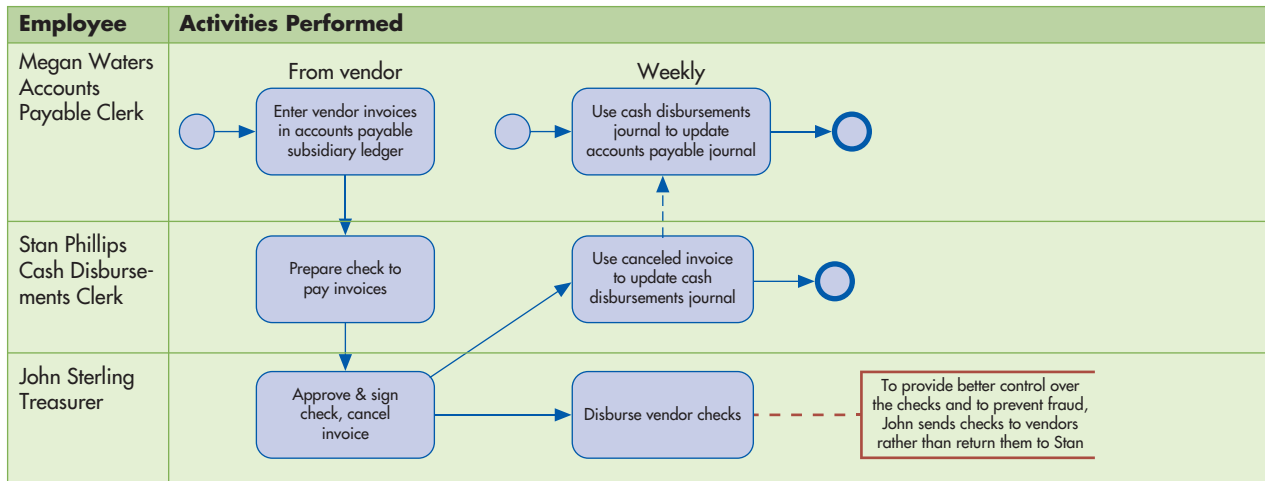 Employee
Activities Performed
Megan Waters
Accounts
Payable Clerk
From vendor
Enter vendor invoices
in accounts payable
subsidiary ledger
Weekly
Use cash disbursements
journal to update
accounts payable journal
Stan Phillips
Cash Disburse-
ments Clerk
Prepare check to
pay invoices
Use canceled invoice
to update cash
disbursements journal
John Sterling
Treasurer
Approve & sign
check, cancel
invoice
Disburse vendor checks
To provide better control over
the checks and to prevent fraud,
John sends checks to vendors
rather than return them to Stan